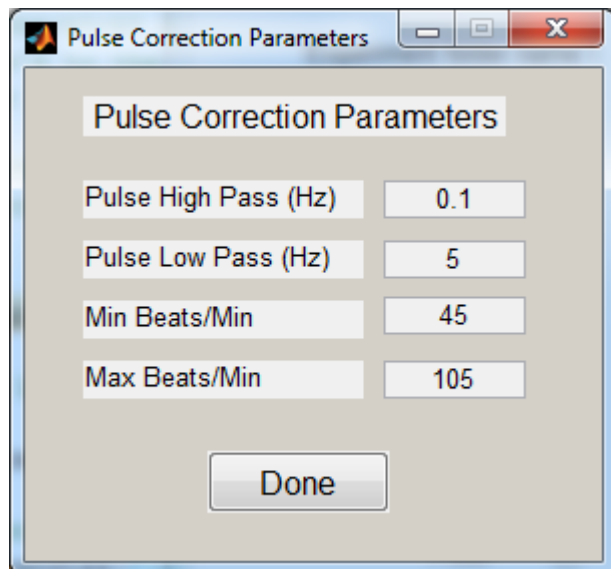 Pulse Correction Parameters
Pulse Correction Parameters
Pulse High Pass (Hz) 0.1
Pulse Low Pass (Hz) 5
Min Beats/Min 45
Max Beats/Min 105
Done